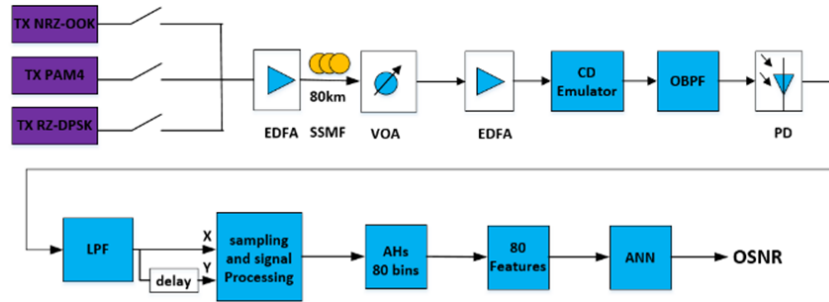 TX NRZ-OOK
TX PAM4
TX RZ-DPSK
EDFA
80km
SSMF
VOA
EDFA
CD
Emulator
OBPF
PD
LPF
X
Y
delay
sampling
and signal
Processing
AHs
80 bins
80
Features
ANN
OSNR